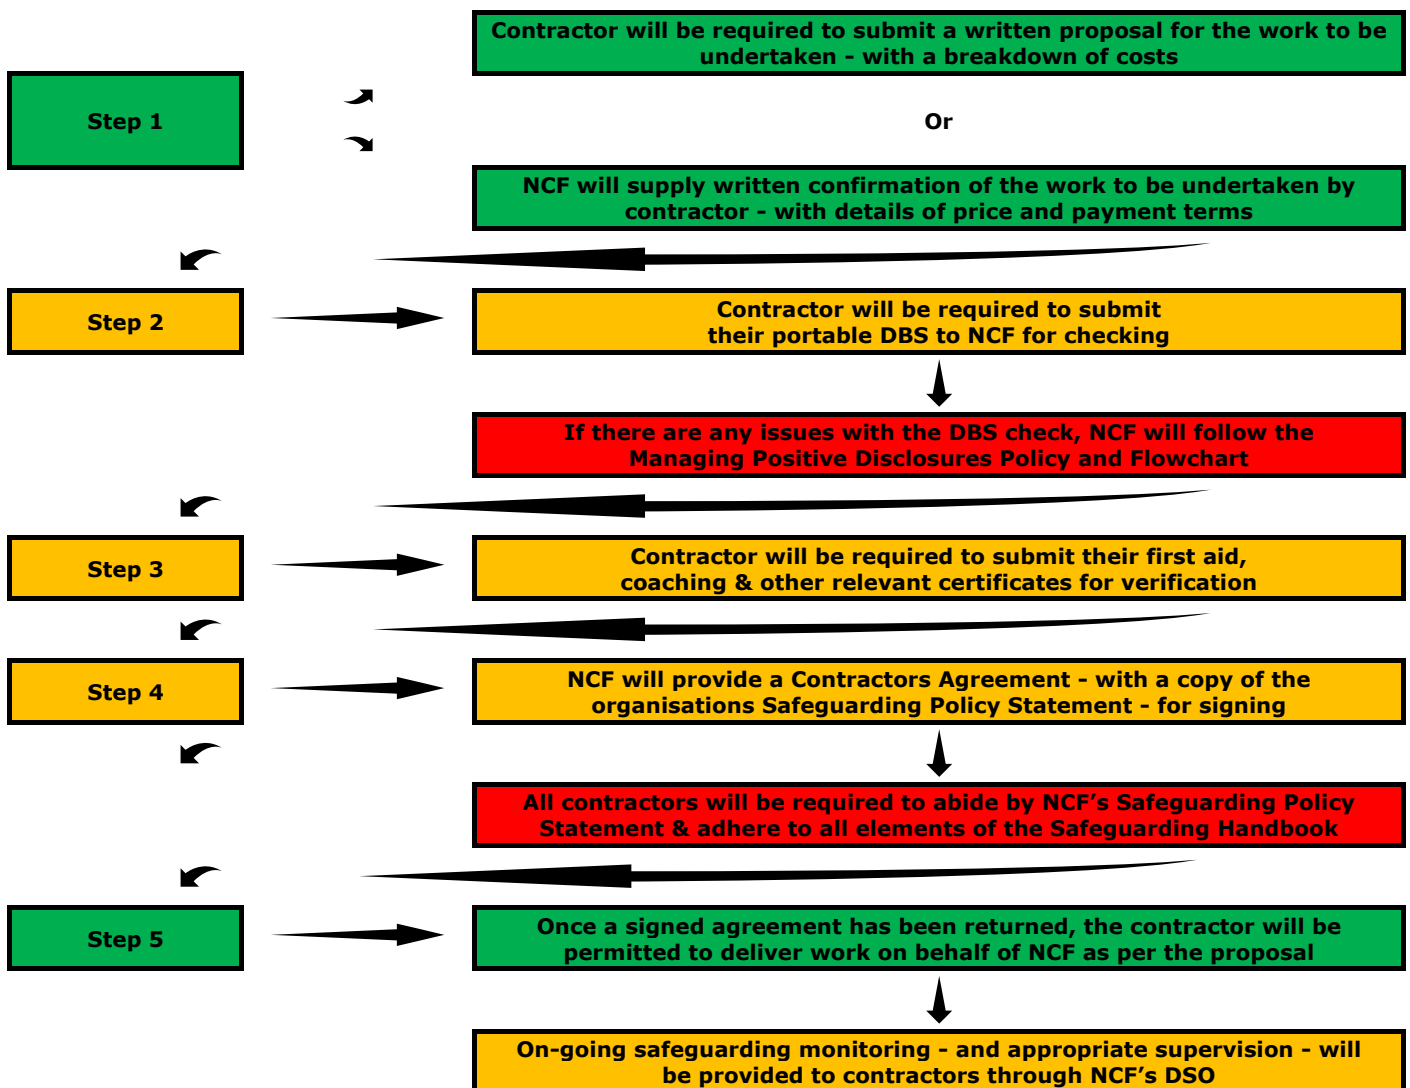 Contractor will be required to submit a written proposal for the work to be
undertaken - with a breakdown of costs
Step 1
Or
NCF will supply written confirmation of the work to be undertaken by
contractor - with details of price and payment terms
Step 2
Contractor will be required to submit
their portable DBS to NCF for checking
If there are any issues with the DBS check, NCF will follow the
Managing Positive Disclosures Policy and Flowchart
Step 3
Contractor will be required to submit their first aid,
coaching & other relevant certificates for verification
Step 4
NCF will provide a Contractors Agreement - with a copy of the
organisations Safeguarding Policy Statement - for signing
All contractors will be required to abide by NCF’s Safeguarding Policy
Statement & adhere to all elements of the Safeguarding Handbook
Step 5
Once a signed agreement has been returned, the contractor will be
permitted to deliver work on behalf of NCF as per the proposal
On-going safeguarding monitoring - and appropriate supervision - will
be provided to contractors through NCF’s DSO